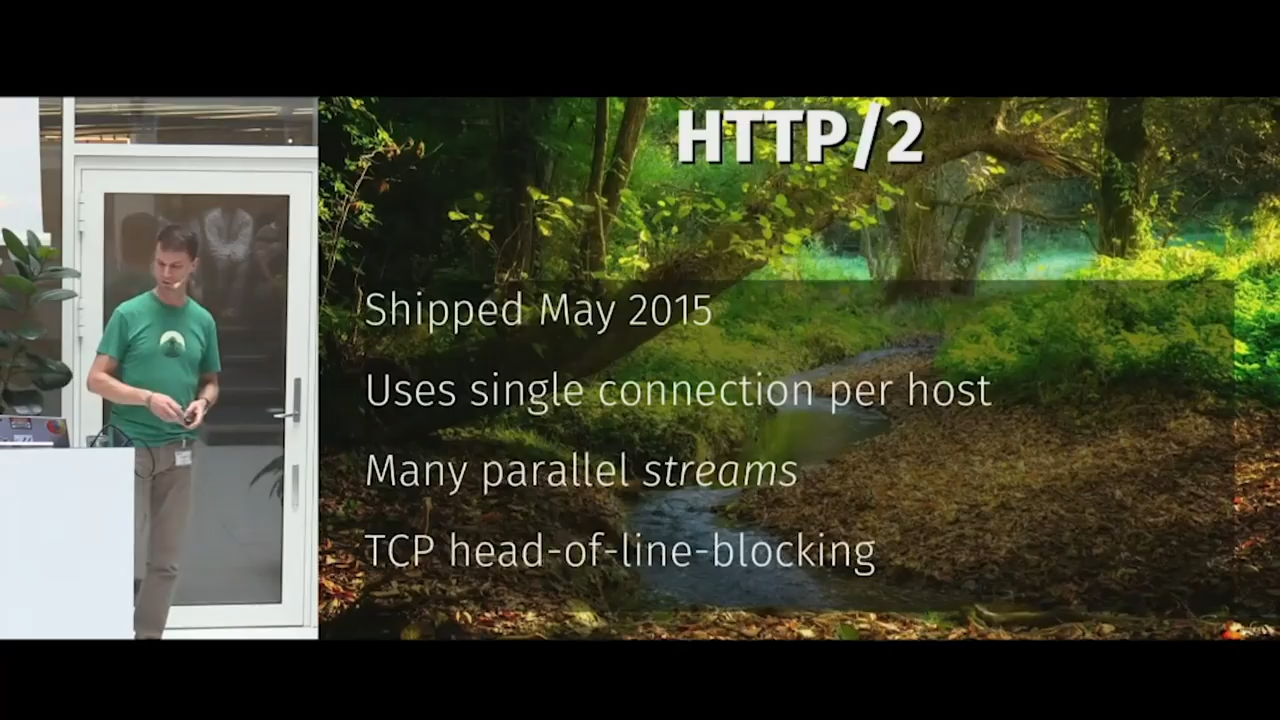 HTTP/2
Shipped May 2015
Uses single connection per host
Many parallel streams
TCP head-of-line-blocking